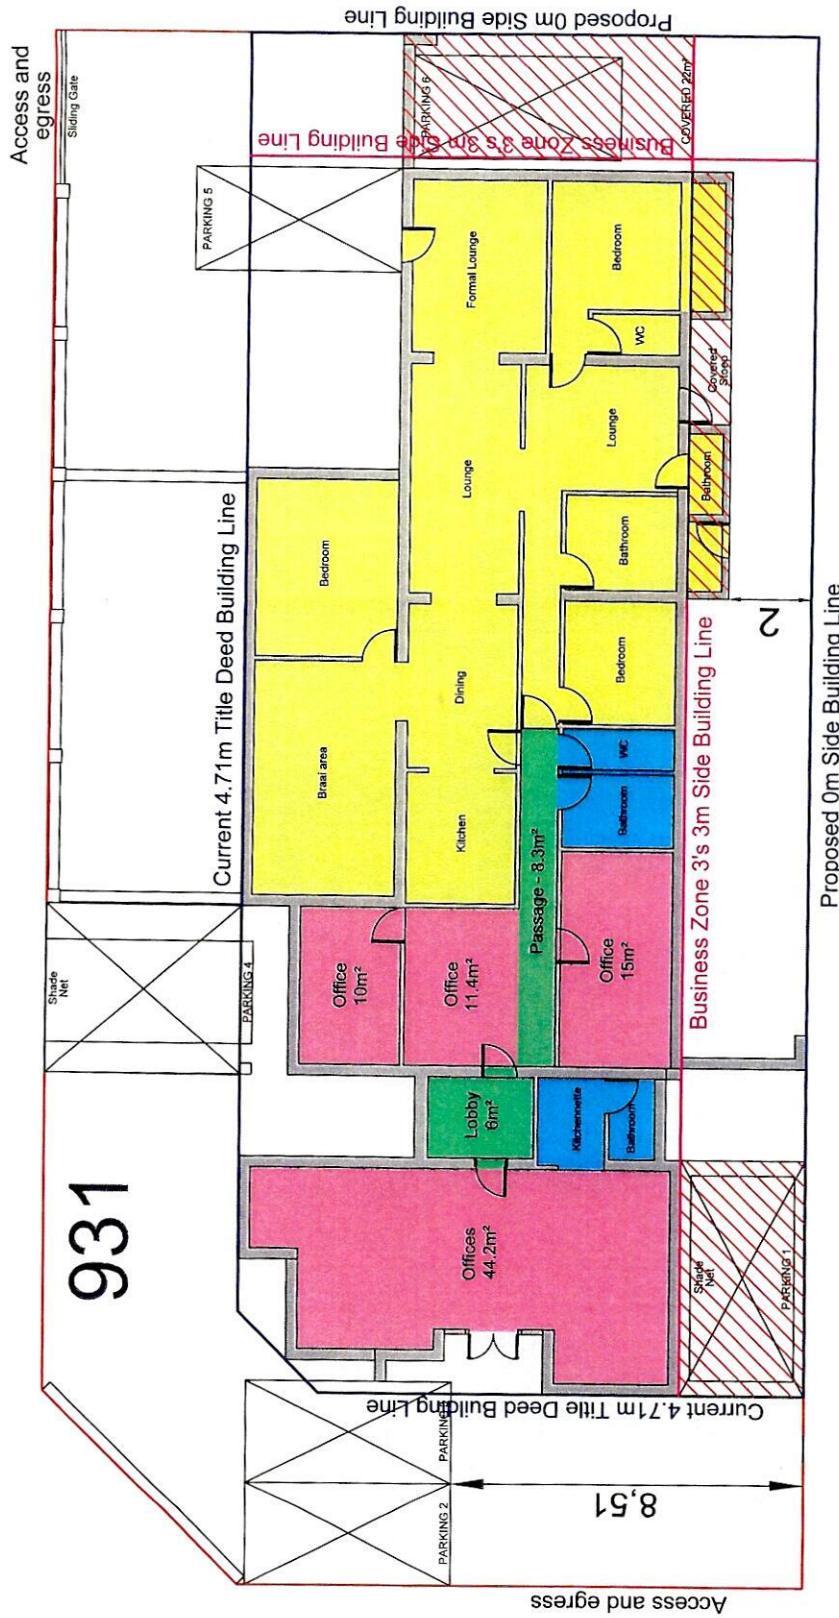 Proposed 0m Side Building Line
Access and
egress
Sliding Gate
PARKING 6
COVERED 22m²
Business Zone 3's 3m Side Building Line
PARKING 5
Formal Lounge
Bedroom
WC
Covered
Stoep
Lounge
Lounge
Bathroom
Bathroom
Bedroom
Current 4.71m Title Deed Building Line
Braai area
Dining
Kitchen
Bedroom
2
WC
Bathroom
Passage - 8.3m²
Business Zone 3's 3m Side Building Line
Proposed 0m Side Building Line
Shade
Net
PARKING 4
Office
10m²
Office
11.4m²
Office
15m²
Lobby
6m²
Kitchennette
Bathroom
931
Offices
44.2m²
Shade
Net
PARKING 1
Current 4.71m Title Deed Building Line
PARKING
PARKING 2
8,51
Access and egress